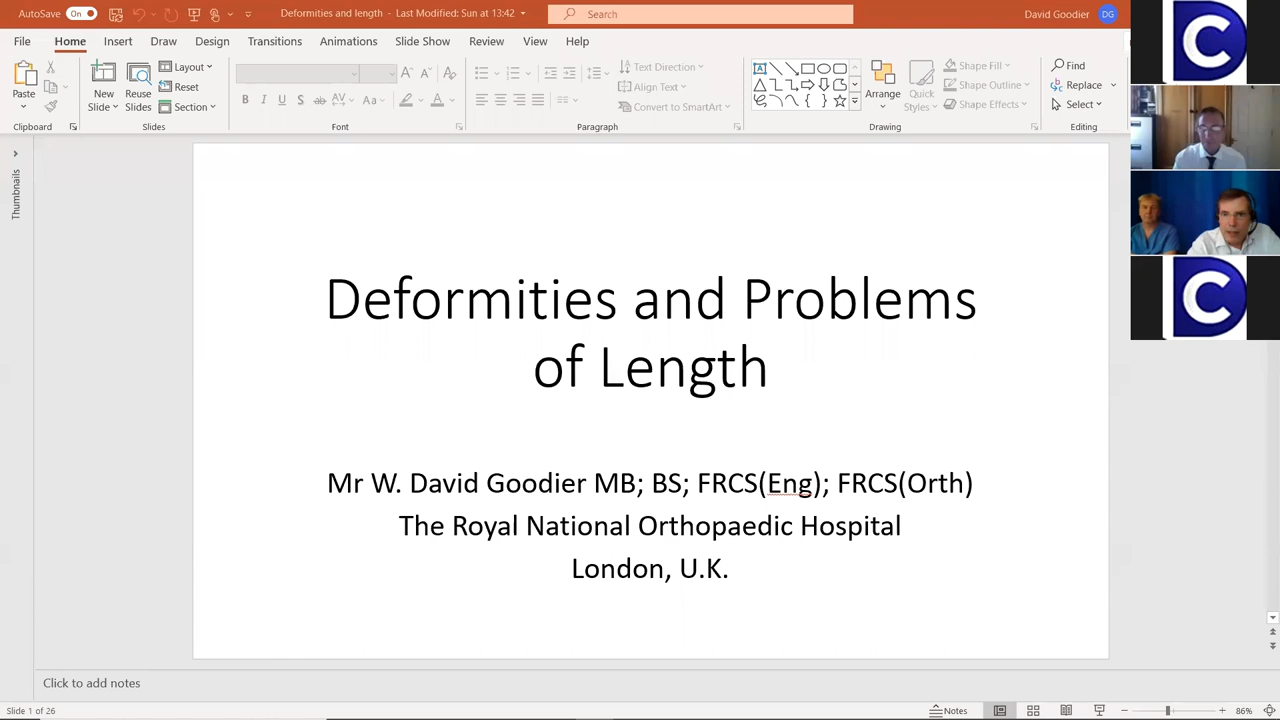 AutoSave On Deformities and length - Last Modified: Sun at 13:42 Search David Goodier DG
File Home Insert Draw Design Transitions Animations Slide Show Review View Help
Paste
Clipboard
New Slide
Reuse Slides
Layout
Reset
Section
Slides
Font
Text Direction
Align Text
Convert to SmartArt
Paragraph
Arrange
Quick Styles
Shape Fill
Shape Outline
Shape Effects
Drawing
Find
Replace
Select
Editing
Thumbnails
Deformities and Problems
of Length
Mr W. David Goodier MB; BS; FRCS(Eng); FRCS(Orth)
The Royal National Orthopaedic Hospital
London, U.K.
Click to add notes
Slide 1 of 26 Notes 86%